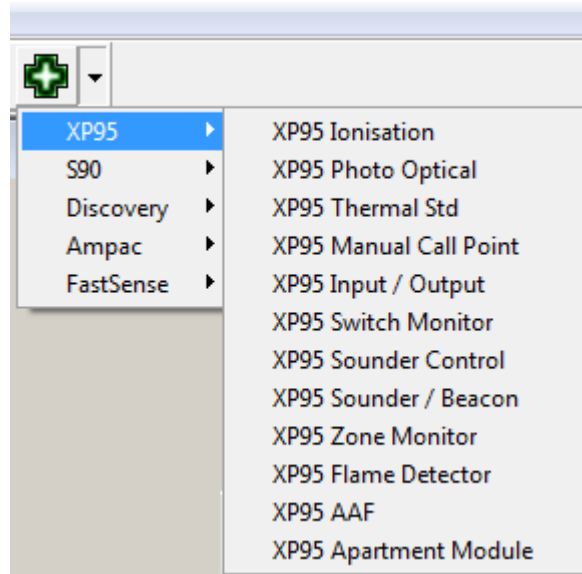 XP95
S90
Discovery
Ampac
FastSense
XP95 Ionisation
XP95 Photo Optical
XP95 Thermal Std
XP95 Manual Call Point
XP95 Input / Output
XP95 Switch Monitor
XP95 Sounder Control
XP95 Sounder / Beacon
XP95 Zone Monitor
XP95 Flame Detector
XP95 AAF
XP95 Apartment Module